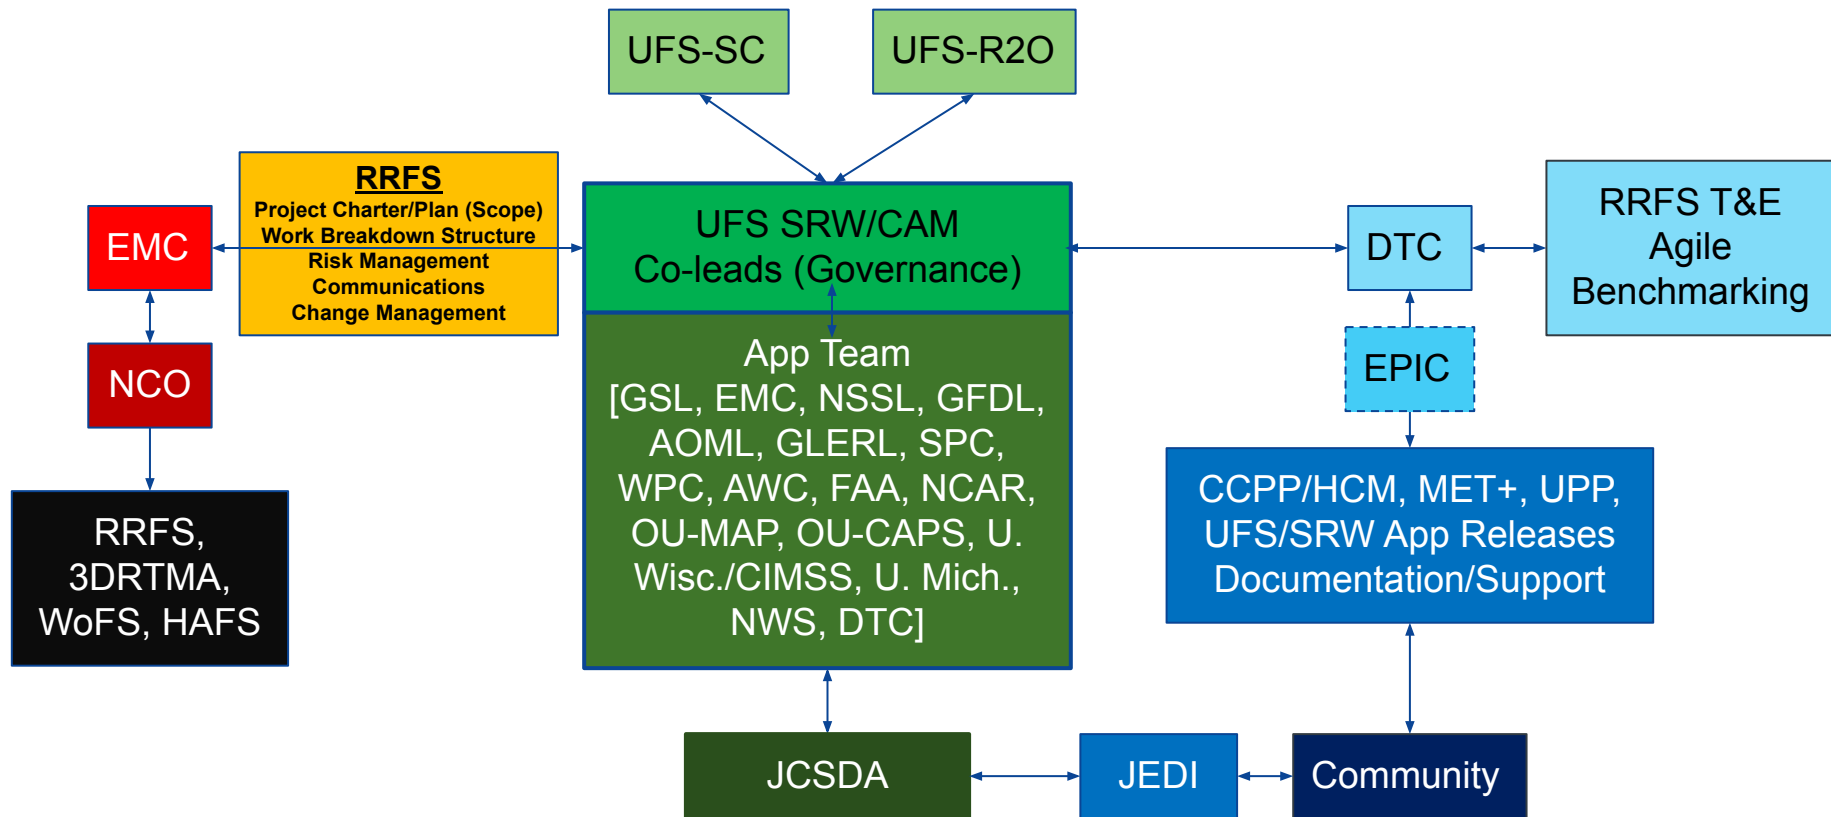 UFS-SC
UFS-R2O
RRFS
Project Charter/Plan (Scope)
Work Breakdown Structure
Risk Management
Communications
Change Management
EMC
NCO
RRFS,
3DRTMA,
WoFS, HAFS
UFS SRW/CAM
Co-leads (Governance)
App Team
[GSL, EMC, NSSL, GFDL,
AOML, GLERL, SPC,
WPC, AWC, FAA, NCAR,
OU-MAP, OU-CAPS, U.
Wisc./CIMSS, U. Mich.,
NWS, DTC]
DTC
RRFS T&E
Agile
Benchmarking
EPIC
CCPP/HCM, MET+, UPP,
UFS/SRW App Releases
Documentation/Support
JCSDA
JEDI
Community